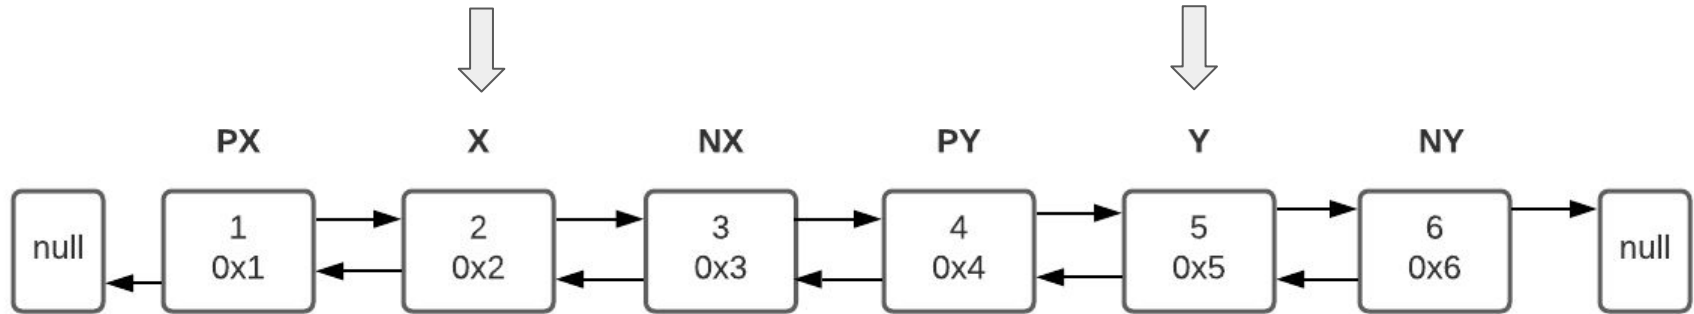 PX X NX PY Y NY
null 1 2 3 4 5 6 null
0x1 0x2 0x3 0x4 0x5 0x6